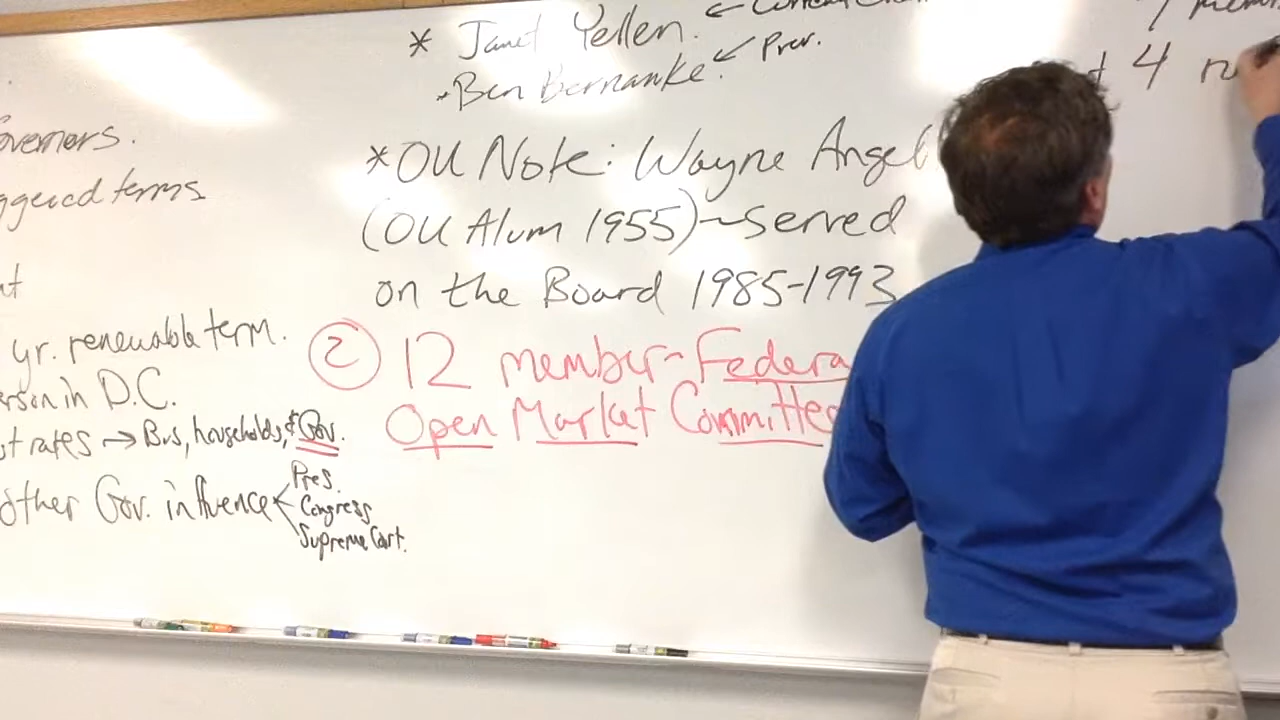 * Janet Yellen. ←
* Ben Bernanke. ← Prev.
* OU Note: Wayne Angel
(OU Alum 1955) ~ Served
on the Board 1985-1993
② 12 member - Federa
Open Market Committee
overnors.
ggered terms
yr. renewable term.
erson in D.C.
t rates → Bus, households, & Gov.
other Gov. influence
Pres.
Congress
Supreme Court.
4